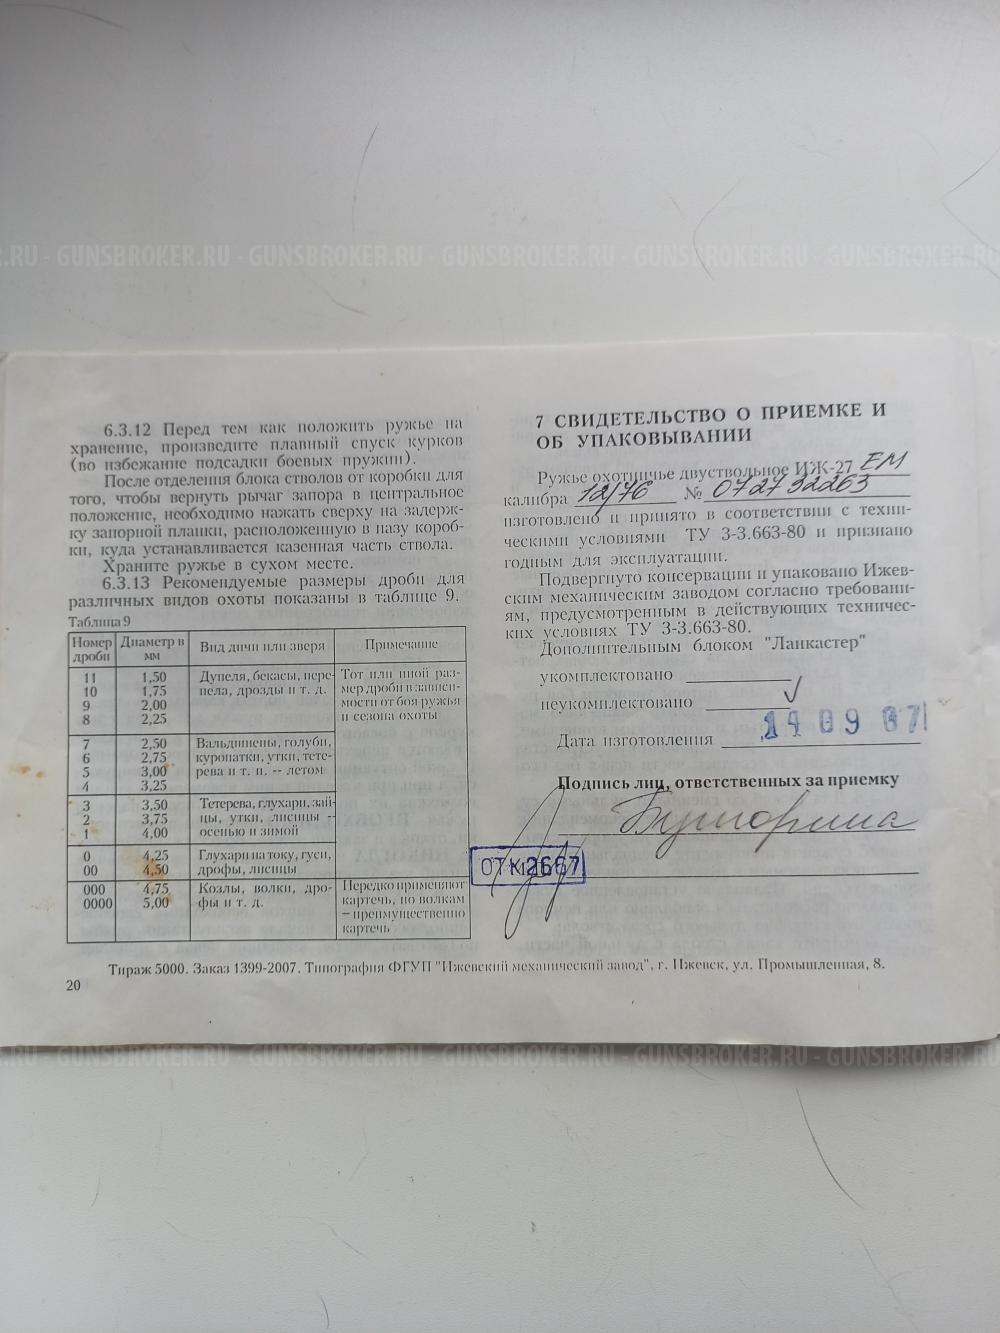 .RU - GUNSBROKER.RU - GUNSBROKER.RU - GUNSBROKER.RU - GUNSBROKER.RU - GUNSBROKER.RU
6.3.12 Перед тем как положить ружье на
хранение, произведите плавный спуск курков
(во избежание подсадки боевых пружин).
После отделения блока стволов от коробки для
того, чтобы вернуть рычаг запора в центральное
положение, необходимо нажать сверху на задерж-
ку запорной планки, расположенную в пазу короб-
ки, куда устанавливается казенная часть ствола.
Храните ружье в сухом месте.
6.3.13 Рекомендуемые размеры дроби для
различных видов охоты показаны в таблице 9.
Таблица 9
Номер дроби Диаметр в мм Вид дичи или зверя Примечание
11 1,50 Дупеля, бекасы, пере- Тот или иной раз-
10 1,75 пела, дрозды и т. д. мер дроби в зависи-
9 2,00 мости от боя ружья
8 2,25 и сезона охоты
7 2,50 Вальдшнепы, голуби,
6 2,75 куропатки, утки, тете-
5 3,00 рева и т. п. -- летом
4 3,25
3 3,50 Тетерева, глухари, зай-
2 3,75 цы, утки, лисицы --
1 4,00 осенью и зимой
0 4,25 Глухари на току, гуси,
00 4,50 дрофы, лисицы
000 4,75 Козлы, волки, дро- Нередко применяют
0000 5,00 фы и т. д. картечь, по волкам
– преимущественно
картечь
7 СВИДЕТЕЛЬСТВО О ПРИЕМКЕ И
ОБ УПАКОВЫВАНИИ
Ружье охотничье двуствольное ИЖ-27 ЕМ
калибра 12/76 № 072732263
изготовлено и принято в соответствии с техни-
ческими условиями ТУ 3-3.663-80 и признано
годным для эксплуатации.
Подвергнуто консервации и упаковано Ижев-
ским механическим заводом согласно требовани-
ям, предусмотренным в действующих техничес-
ких условиях ТУ 3-3.663-80.
Дополнительным блоком "Ланкастер"
укомплектовано
неукомплектовано
Дата изготовления 14 09 07
Подпись лиц, ответственных за приемку
Буторина
ОТК 2667
Тираж 5000. Заказ 1399-2007. Типография ФГУП "Ижевский механический завод", г. Ижевск, ул. Промышленная, 8.
20
GUNSBROKER.RU - GUNSBROKER.RU - GUNSBROKER.RU - GUNSBROKER.RU - GUNSBROKER.RU